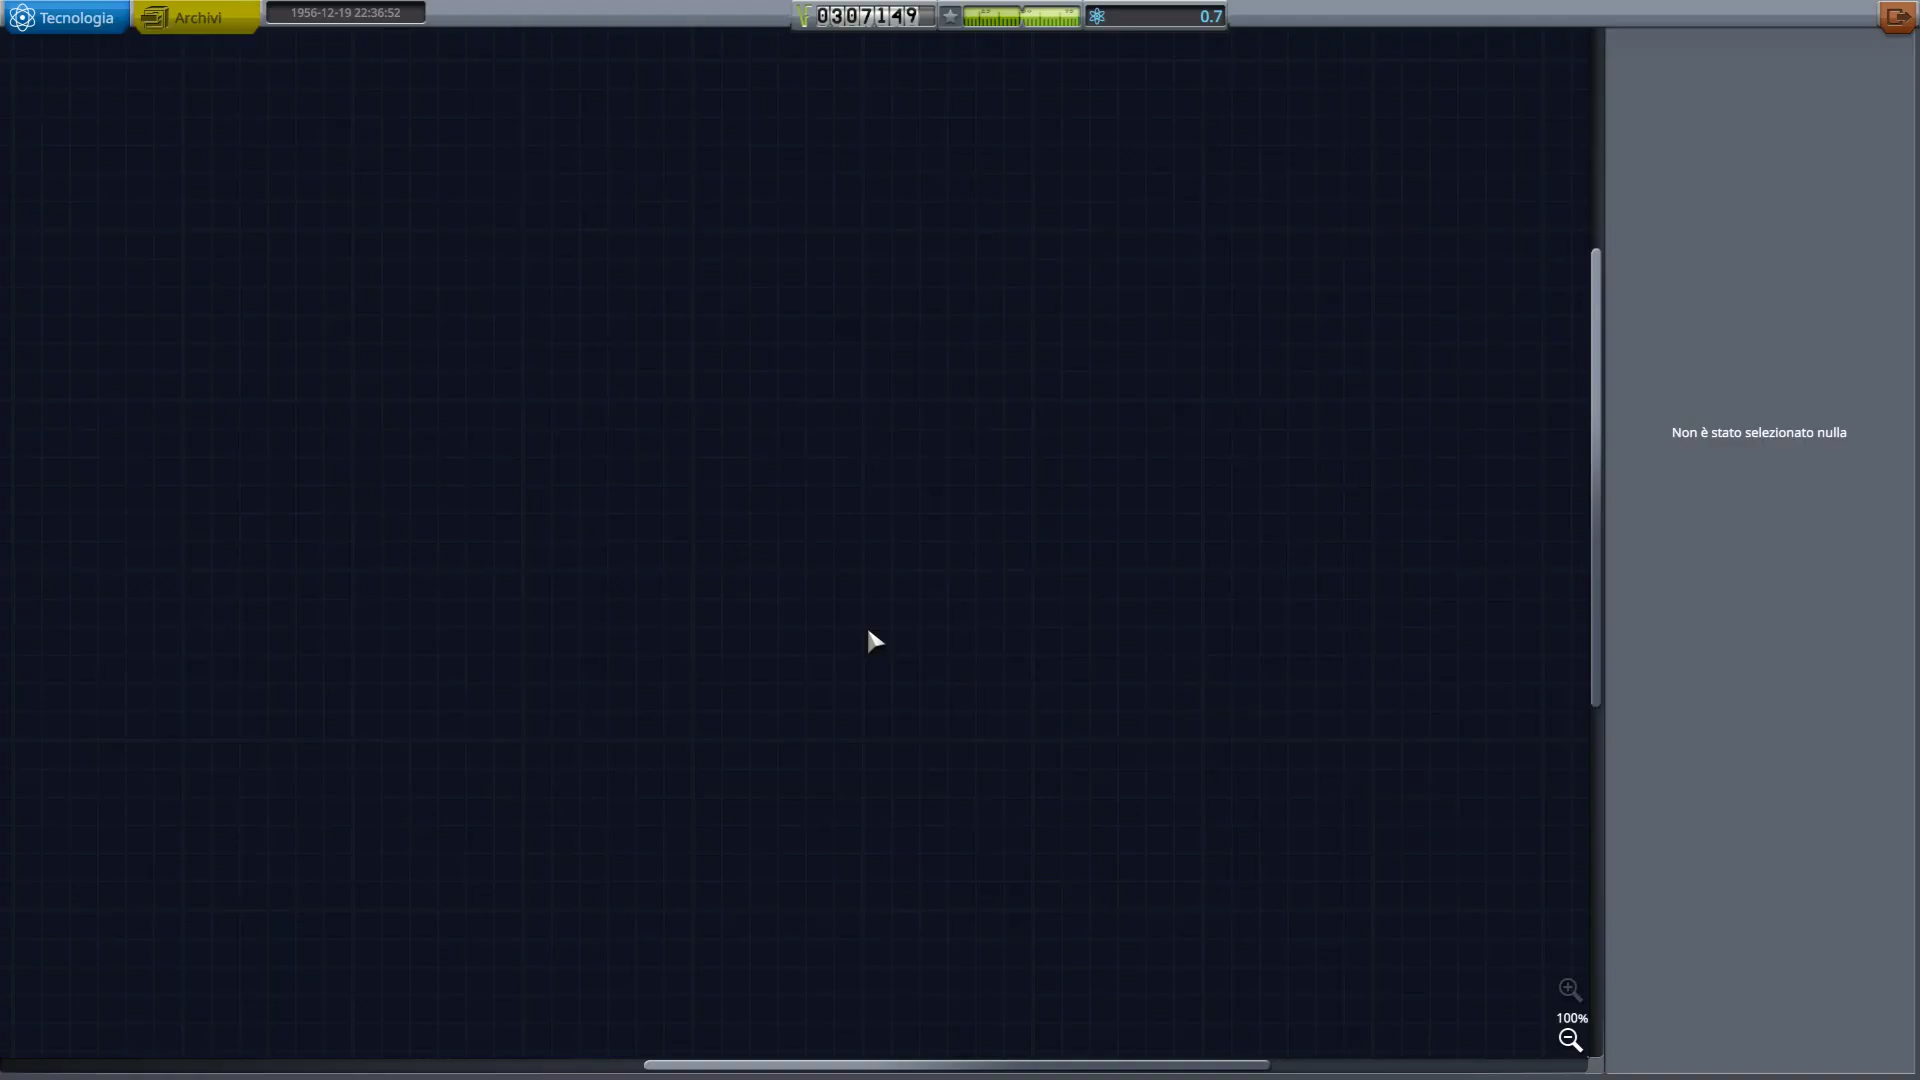 Tecnologia
Archivi
1956-12-19 22:36:52
0307149
0.7
Non è stato selezionato nulla
100%